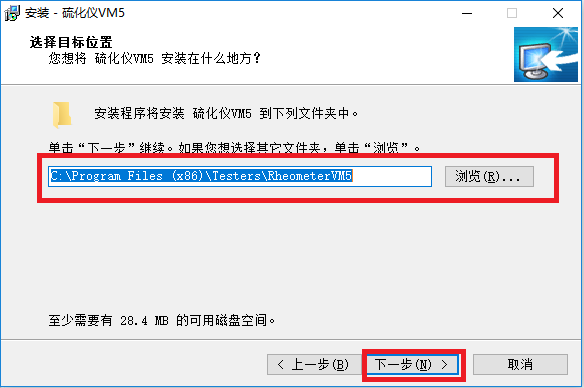 安装 - 硫化仪VM5
选择目标位置
您想将 硫化仪VM5 安装在什么地方？
安装程序将安装 硫化仪VM5 到下列文件夹中。
单击“下一步”继续。如果您想选择其它文件夹，单击“浏览”。
C:\Program Files (x86)\Testers\RheometerVM5
浏览(R)...
至少需要有 28.4 MB 的可用磁盘空间。
< 上一步(B)
下一步(N) >
取消